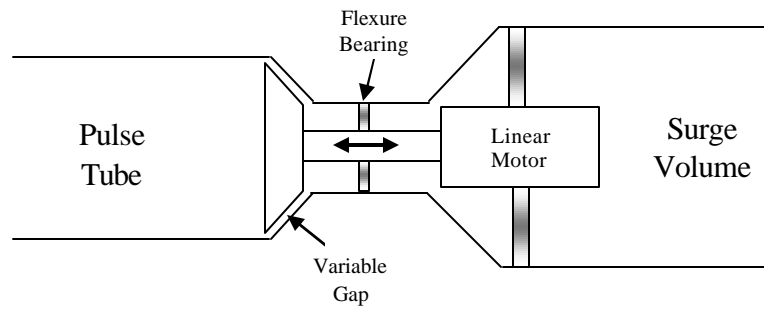 Flexure
Bearing
Pulse
Tube
Linear
Motor
Surge
Volume
Variable
Gap